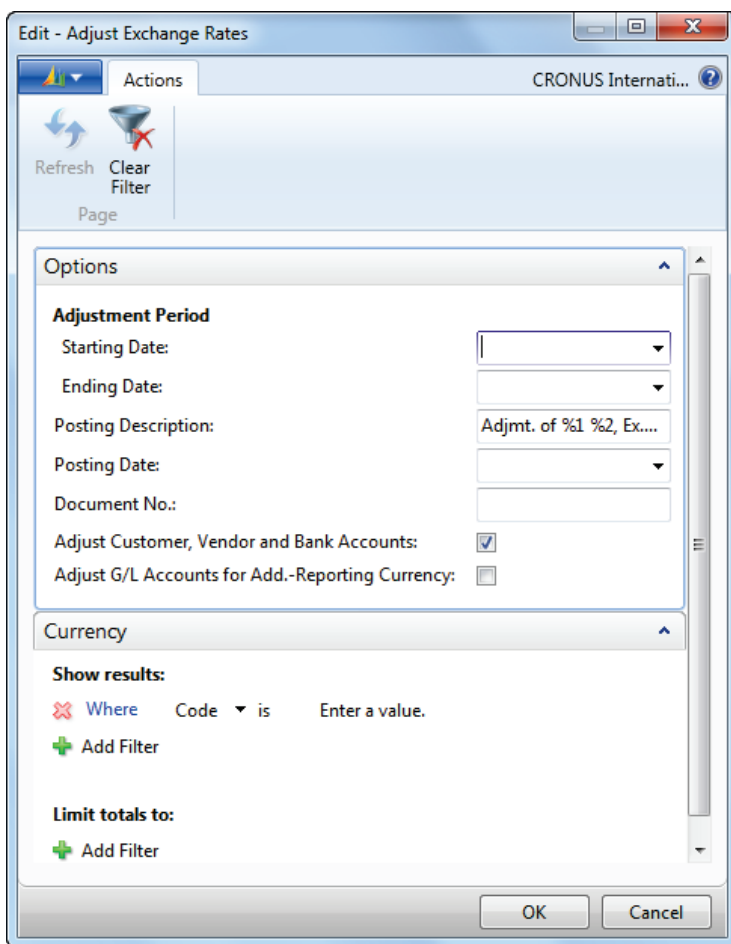 Edit - Adjust Exchange Rates
Actions
CRONUS Internati...
Refresh Clear Filter
Page
Options
Adjustment Period
Starting Date:
Ending Date:
Posting Description: Adjmt. of %1 %2, Ex....
Posting Date:
Document No.:
Adjust Customer, Vendor and Bank Accounts:
Adjust G/L Accounts for Add.-Reporting Currency:
Currency
Show results:
Where Code is Enter a value.
Add Filter
Limit totals to:
Add Filter
OK Cancel